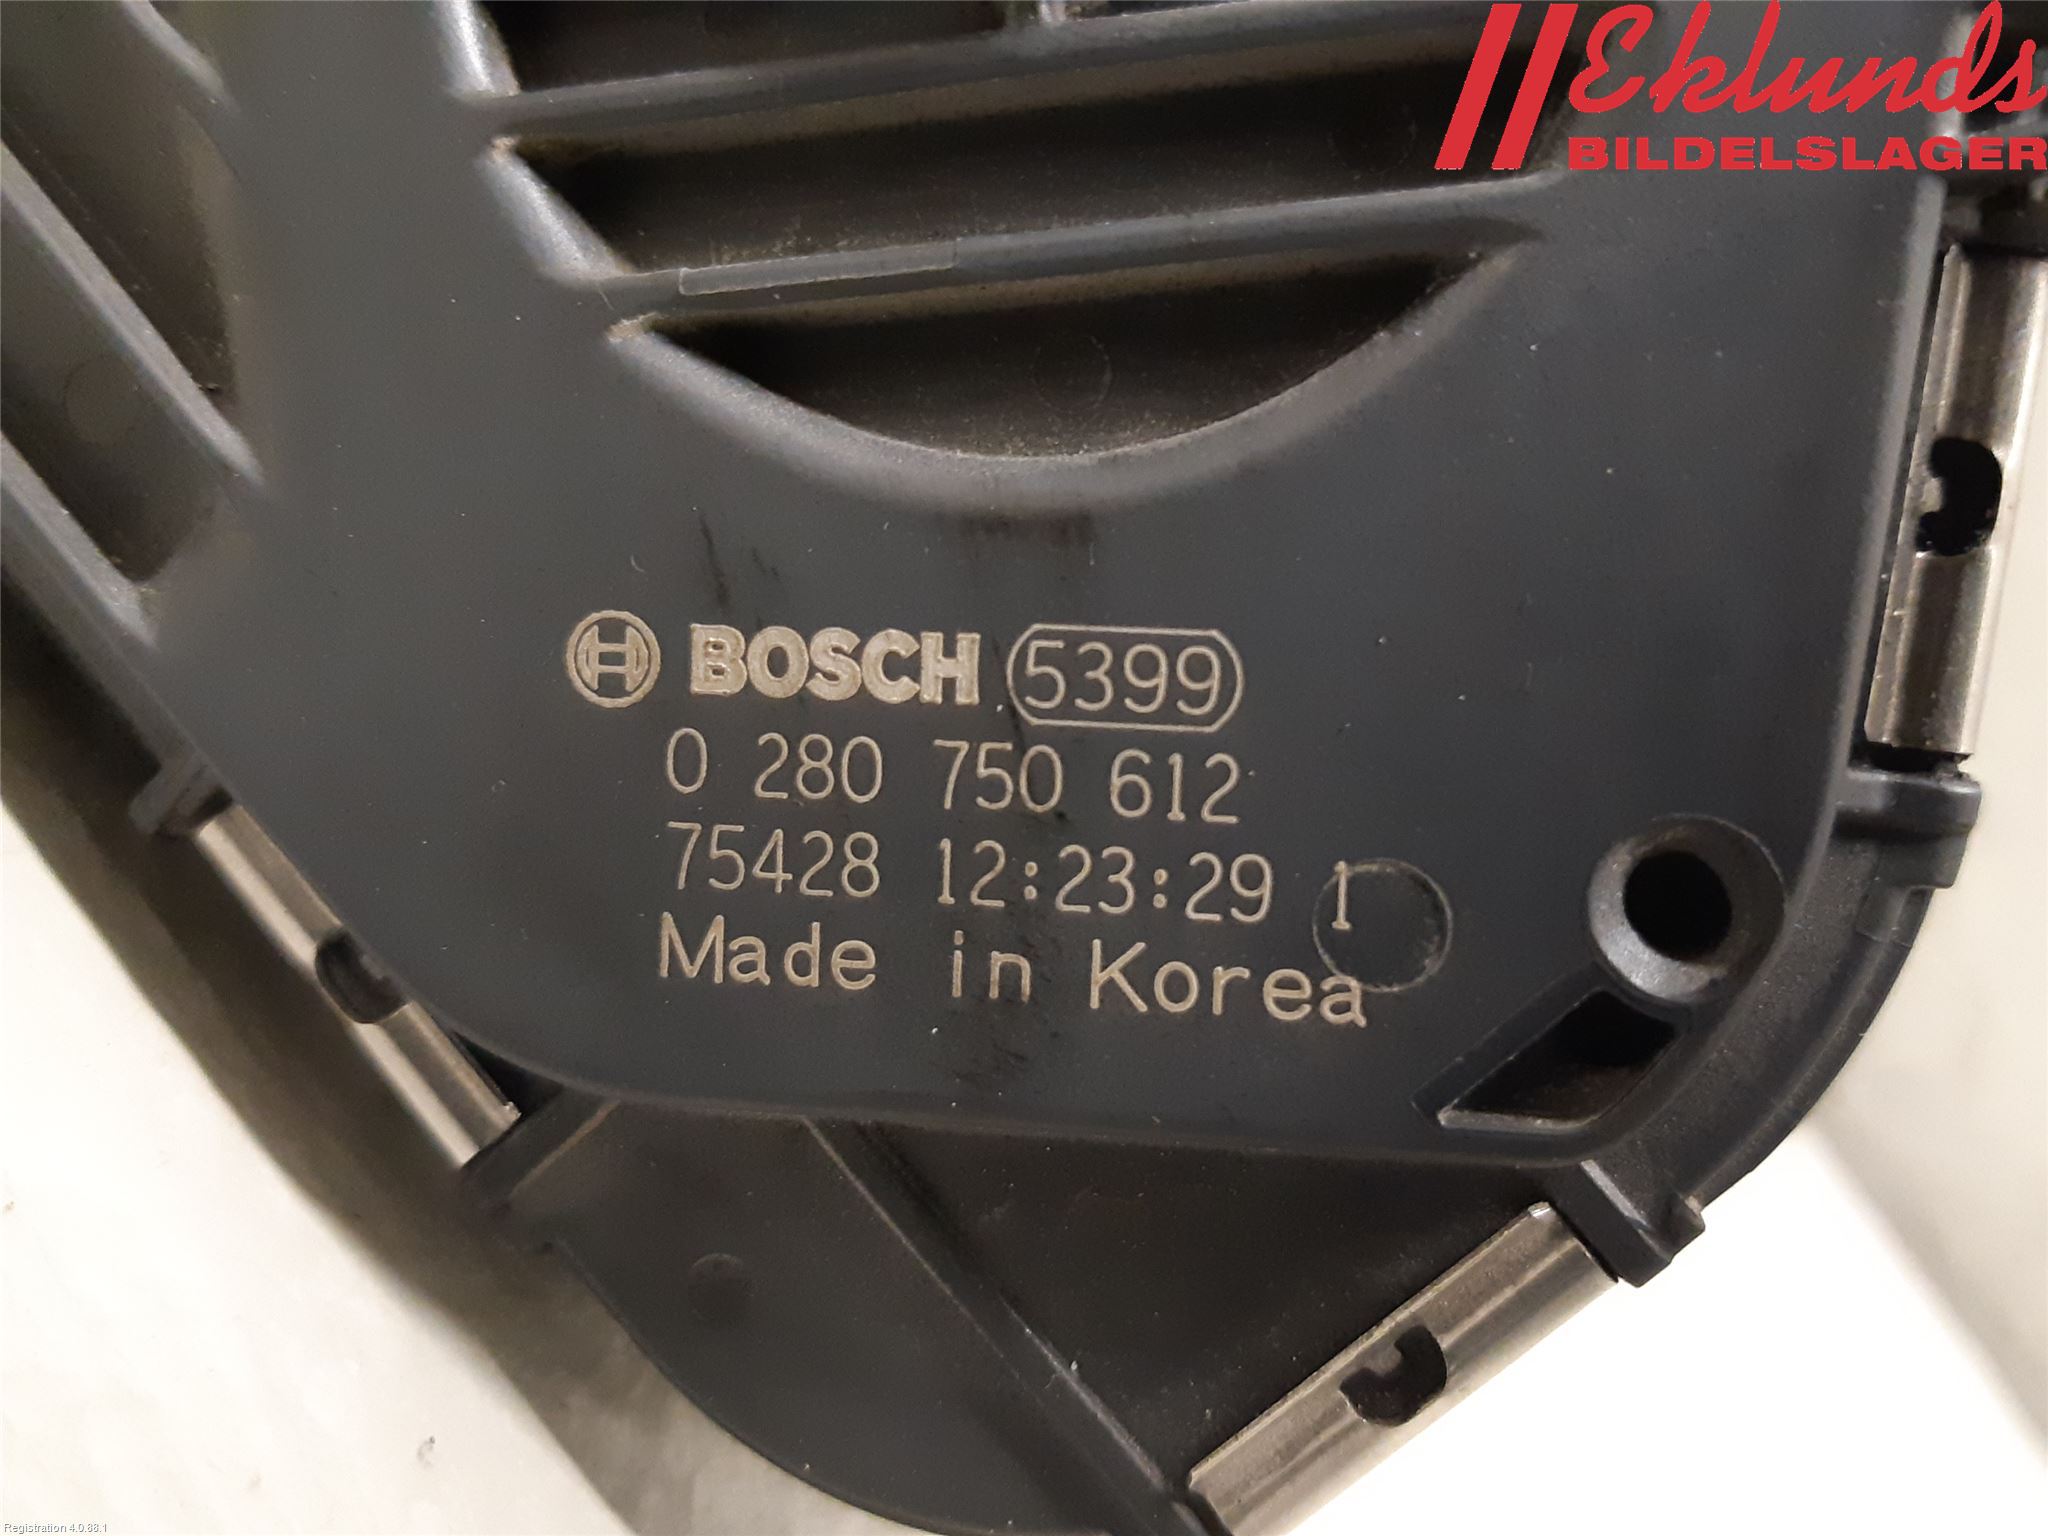 Eklunds
BILDELSLAGER
BOSCH 5399
0 280 750 612
75428 12:23:29 1
Made in Korea
Registration 4.0.88.1